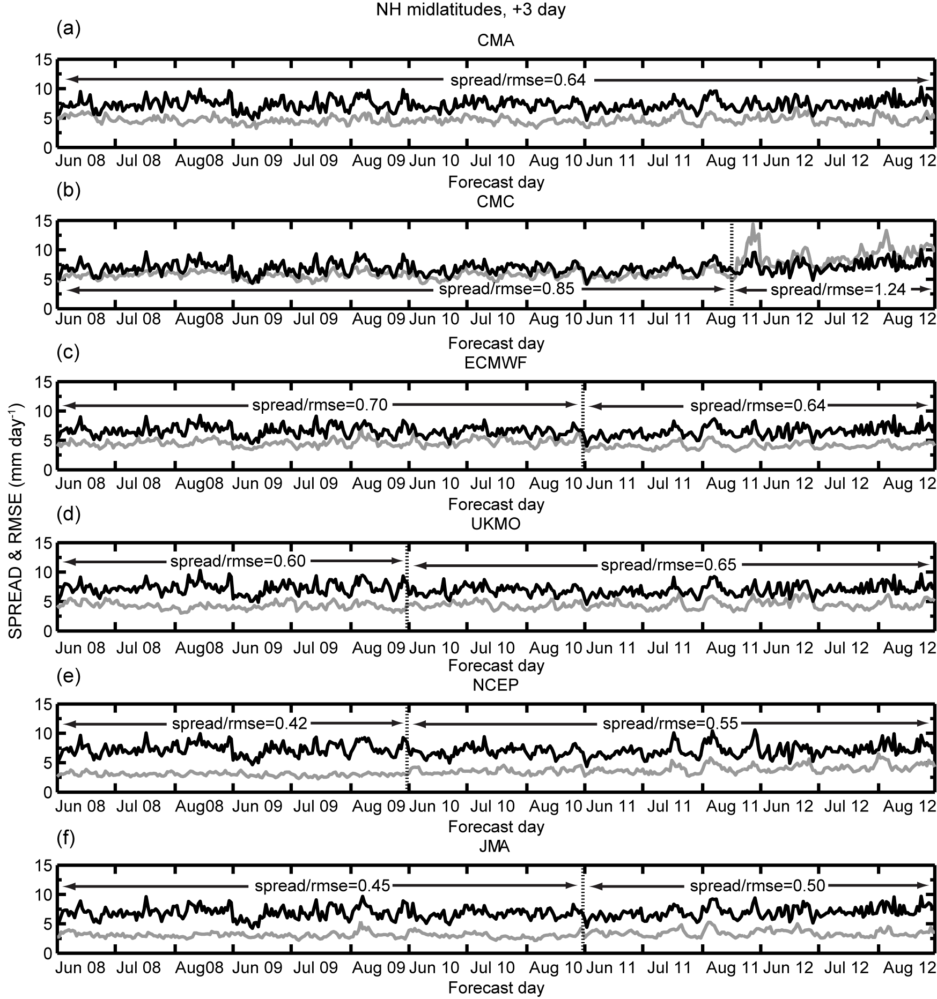 NH midlatitudes, +3 day
(a)
CMA
15
spread/rmse=0.64
10
5
0
Jun 08 Jul 08 Aug08 Jun 09 Jul 09 Aug 09 Jun 10 Jul 10 Aug 10 Jun 11 Jul 11 Aug 11 Jun 12 Jul 12 Aug 12
Forecast day
(b)
CMC
15
10
5
spread/rmse=0.85 spread/rmse=1.24
0
Jun 08 Jul 08 Aug08 Jun 09 Jul 09 Aug 09 Jun 10 Jul 10 Aug 10 Jun 11 Jul 11 Aug 11 Jun 12 Jul 12 Aug 12
Forecast day
(c)
ECMWF
15
spread/rmse=0.70 spread/rmse=0.64
10
5
0
Jun 08 Jul 08 Aug08 Jun 09 Jul 09 Aug 09 Jun 10 Jul 10 Aug 10 Jun 11 Jul 11 Aug 11 Jun 12 Jul 12 Aug 12
Forecast day
SPREAD & RMSE (mm day-1)
(d)
UKMO
15
spread/rmse=0.60 spread/rmse=0.65
10
5
0
Jun 08 Jul 08 Aug08 Jun 09 Jul 09 Aug 09 Jun 10 Jul 10 Aug 10 Jun 11 Jul 11 Aug 11 Jun 12 Jul 12 Aug 12
Forecast day
(e)
NCEP
15
spread/rmse=0.42 spread/rmse=0.55
10
5
0
Jun 08 Jul 08 Aug08 Jun 09 Jul 09 Aug 09 Jun 10 Jul 10 Aug 10 Jun 11 Jul 11 Aug 11 Jun 12 Jul 12 Aug 12
Forecast day
(f)
JMA
15
spread/rmse=0.45 spread/rmse=0.50
10
5
0
Jun 08 Jul 08 Aug08 Jun 09 Jul 09 Aug 09 Jun 10 Jul 10 Aug 10 Jun 11 Jul 11 Aug 11 Jun 12 Jul 12 Aug 12
Forecast day